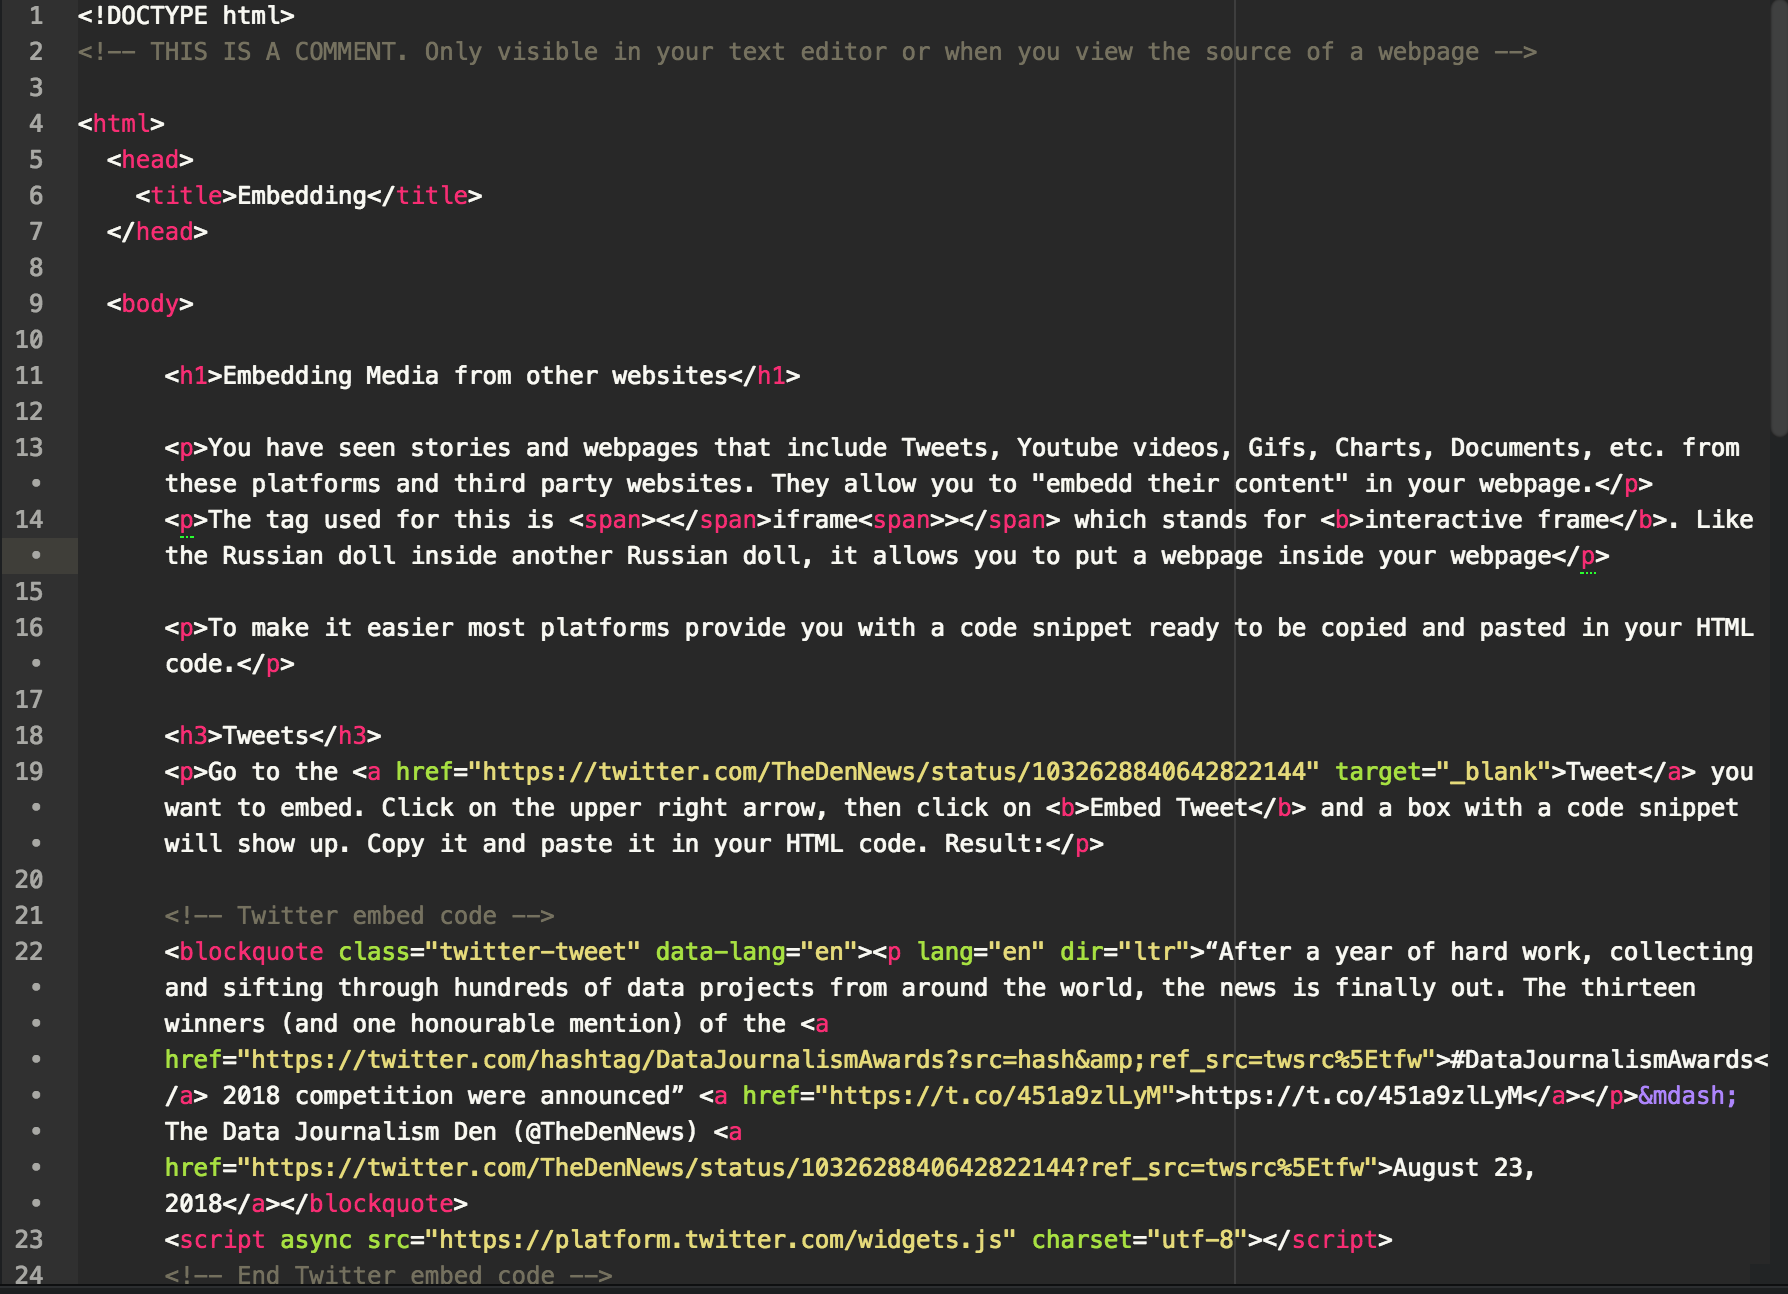 1 <!DOCTYPE html>
2 <!-- THIS IS A COMMENT. Only visible in your text editor or when you view the source of a webpage -->
3
4 <html>
5 <head>
6 <title>Embedding</title>
7 </head>
8
9 <body>
10
11 <h1>Embedding Media from other websites</h1>
12
13 <p>You have seen stories and webpages that include Tweets, Youtube videos, Gifs, Charts, Documents, etc. from
• these platforms and third party websites. They allow you to "embedd their content" in your webpage.</p>
14 <p>The tag used for this is <span><</span>iframe<span>></span> which stands for <b>interactive frame</b>. Like
• the Russian doll inside another Russian doll, it allows you to put a webpage inside your webpage</p>
15
16 <p>To make it easier most platforms provide you with a code snippet ready to be copied and pasted in your HTML
• code.</p>
17
18 <h3>Tweets</h3>
19 <p>Go to the <a href="https://twitter.com/TheDenNews/status/1032628840642822144" target="_blank">Tweet</a> you
• want to embed. Click on the upper right arrow, then click on <b>Embed Tweet</b> and a box with a code snippet
• will show up. Copy it and paste it in your HTML code. Result:</p>
20
21 <!-- Twitter embed code -->
22 <blockquote class="twitter-tweet" data-lang="en"><p lang="en" dir="ltr">“After a year of hard work, collecting
• and sifting through hundreds of data projects from around the world, the news is finally out. The thirteen
• winners (and one honourable mention) of the <a
• href="https://twitter.com/hashtag/DataJournalismAwards?src=hash&amp;ref_src=twsrc%5Etfw">#DataJournalismAwards<
• /a> 2018 competition were announced” <a href="https://t.co/451a9zlLyM">https://t.co/451a9zlLyM</a></p>&mdash;
• The Data Journalism Den (@TheDenNews) <a
• href="https://twitter.com/TheDenNews/status/1032628840642822144?ref_src=twsrc%5Etfw">August 23,
• 2018</a></blockquote>
23 <script async src="https://platform.twitter.com/widgets.js" charset="utf-8"></script>
24 <!-- End Twitter embed code -->